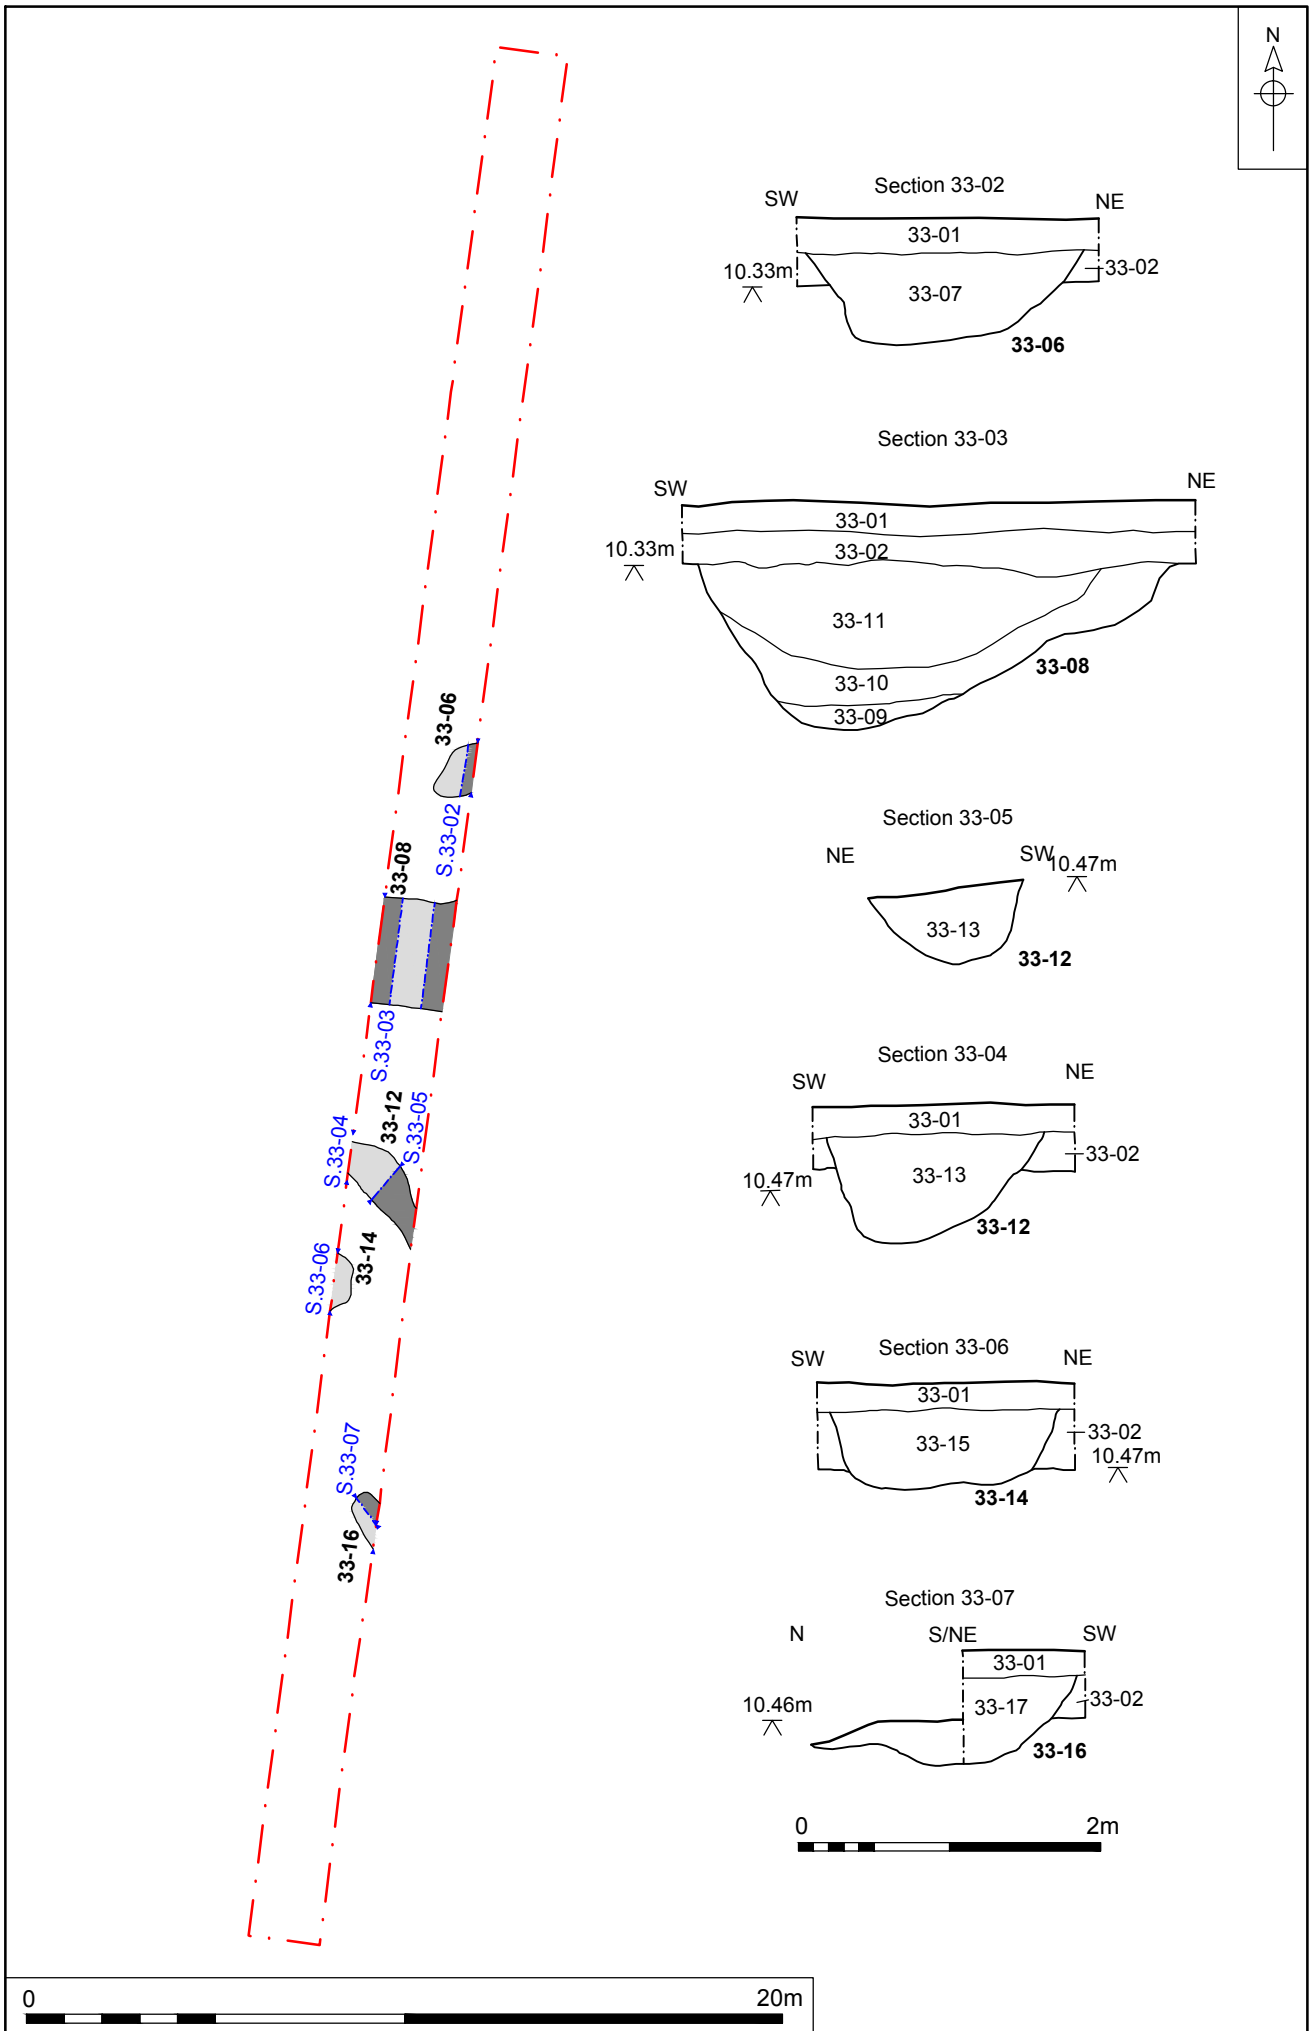 N
Section 33-02
SW
NE
33-01
10.33m
33-02
33-07
33-06
Section 33-03
SW
NE
33-01
10.33m
33-02
33-11
33-08
33-10
33-09
33-06
S.33-02
33-08
S.33-03
Section 33-05
NE
SW
10.47m
33-13
33-12
Section 33-04
SW
NE
33-01
33-02
10.47m
33-13
33-12
33-12
S.33-05
S.33-04
33-14
S.33-06
Section 33-06
SW
NE
33-01
33-02
33-15
10.47m
33-14
S.33-07
33-16
Section 33-07
N
S/NE
SW
33-01
10.46m
33-17
33-02
33-16
0
2m
0
20m